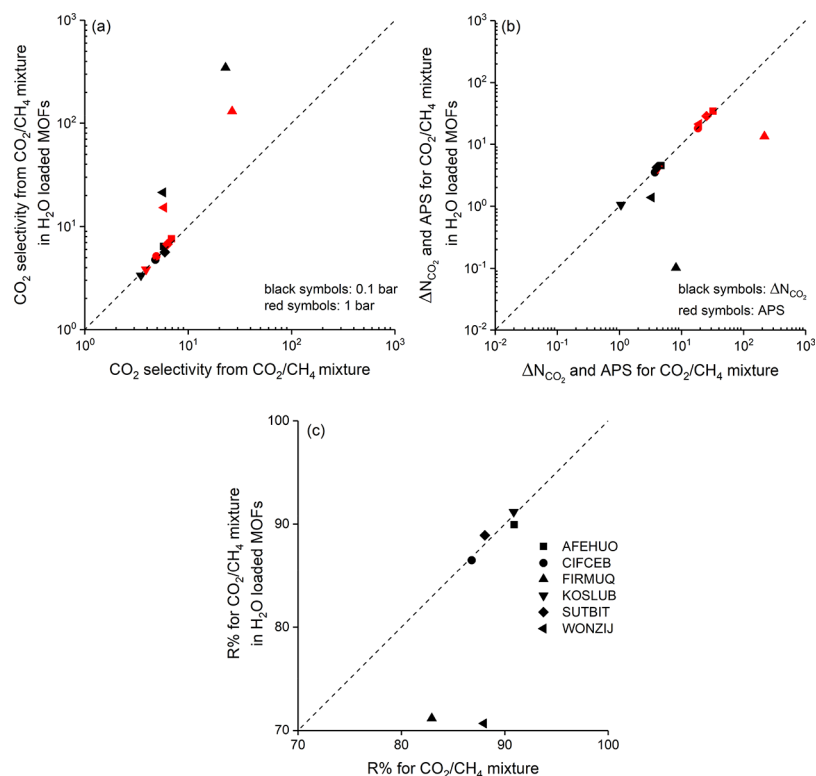 (a)
10³
10²
10¹
10⁰
CO₂ selectivity from CO₂/CH₄ mixture
in H₂O loaded MOFs
black symbols: 0.1 bar
red symbols: 1 bar
10⁰ 10¹ 10² 10³
CO₂ selectivity from CO₂/CH₄ mixture
(b)
10³
10²
10¹
10⁰
10⁻¹
10⁻²
ΔN_CO₂ and APS for CO₂/CH₄ mixture
in H₂O loaded MOFs
black symbols: ΔN_CO₂
red symbols: APS
10⁻² 10⁻¹ 10⁰ 10¹ 10² 10³
ΔN_CO₂ and APS for CO₂/CH₄ mixture
(c)
100
90
80
70
R% for CO₂/CH₄ mixture
in H₂O loaded MOFs
AFEHUO
CIFCEB
FIRMUQ
KOSLUB
SUTBIT
WONZIJ
70 80 90 100
R% for CO₂/CH₄ mixture